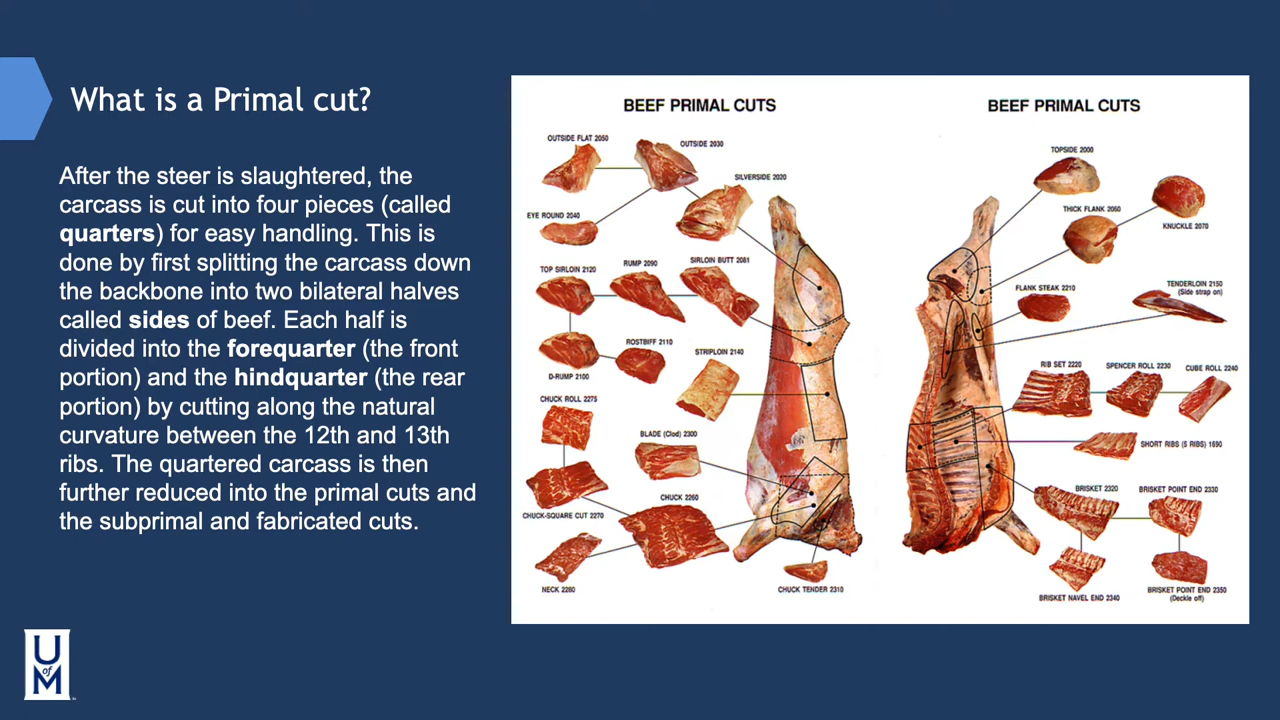 What is a Primal cut?
After the steer is slaughtered, the
carcass is cut into four pieces (called
quarters) for easy handling. This is
done by first splitting the carcass down
the backbone into two bilateral halves
called sides of beef. Each half is
divided into the forequarter (the front
portion) and the hindquarter (the rear
portion) by cutting along the natural
curvature between the 12th and 13th
ribs. The quartered carcass is then
further reduced into the primal cuts and
the subprimal and fabricated cuts.
BEEF PRIMAL CUTS
OUTSIDE FLAT 2050
OUTSIDE 2030
SILVERSIDE 2020
EYE ROUND 2040
TOP SIRLOIN 2120
RUMP 2090
SIRLOIN BUTT 2081
ROSTBIFF 2110
D-RUMP 2100
STRIPLOIN 2140
CHUCK ROLL 2275
BLADE (Clod) 2300
CHUCK 2260
CHUCK-SQUARE CUT 2270
NECK 2280
CHUCK TENDER 2310
BEEF PRIMAL CUTS
TOPSIDE 2000
THICK FLANK 2060
KNUCKLE 2070
FLANK STEAK 2210
TENDERLOIN 2150
(Side strap on)
RIB SET 2220
SPENCER ROLL 2230
CUBE ROLL 2240
SHORT RIBS (5 RIBS) 1690
BRISKET 2320
BRISKET POINT END 2330
BRISKET NAVEL END 2340
BRISKET POINT END 2350
(Deckle off)
U
of
M